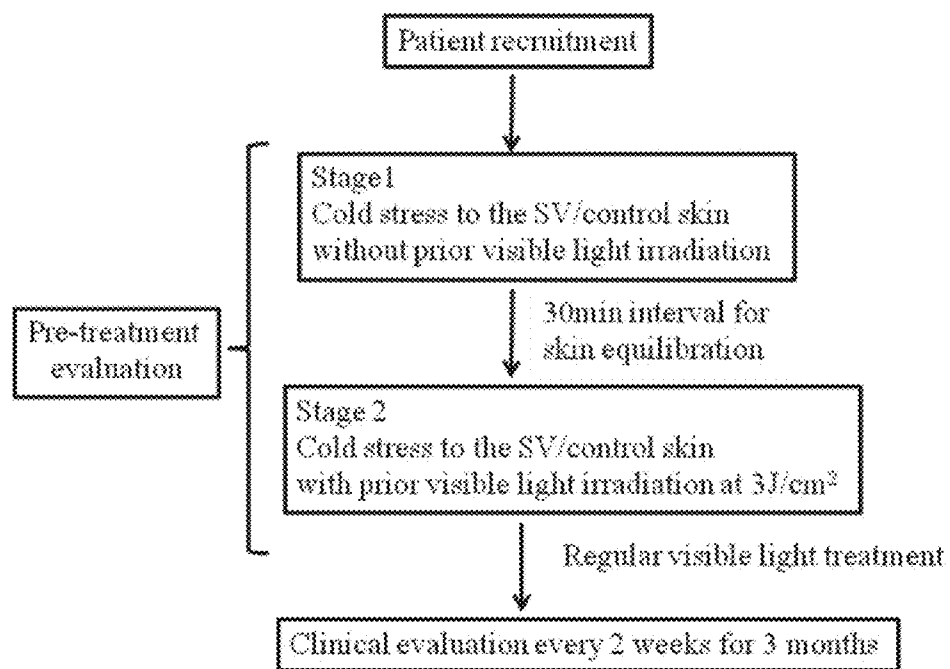 Patient recruitment
Stage1
Cold stress to the SV/control skin
without prior visible light irradiation
30min interval for
skin equilibration
Pre-treatment
evaluation
Stage 2
Cold stress to the SV/control skin
with prior visible light irradiation at 3J/cm²
Regular visible light treatment
Clinical evaluation every 2 weeks for 3 months